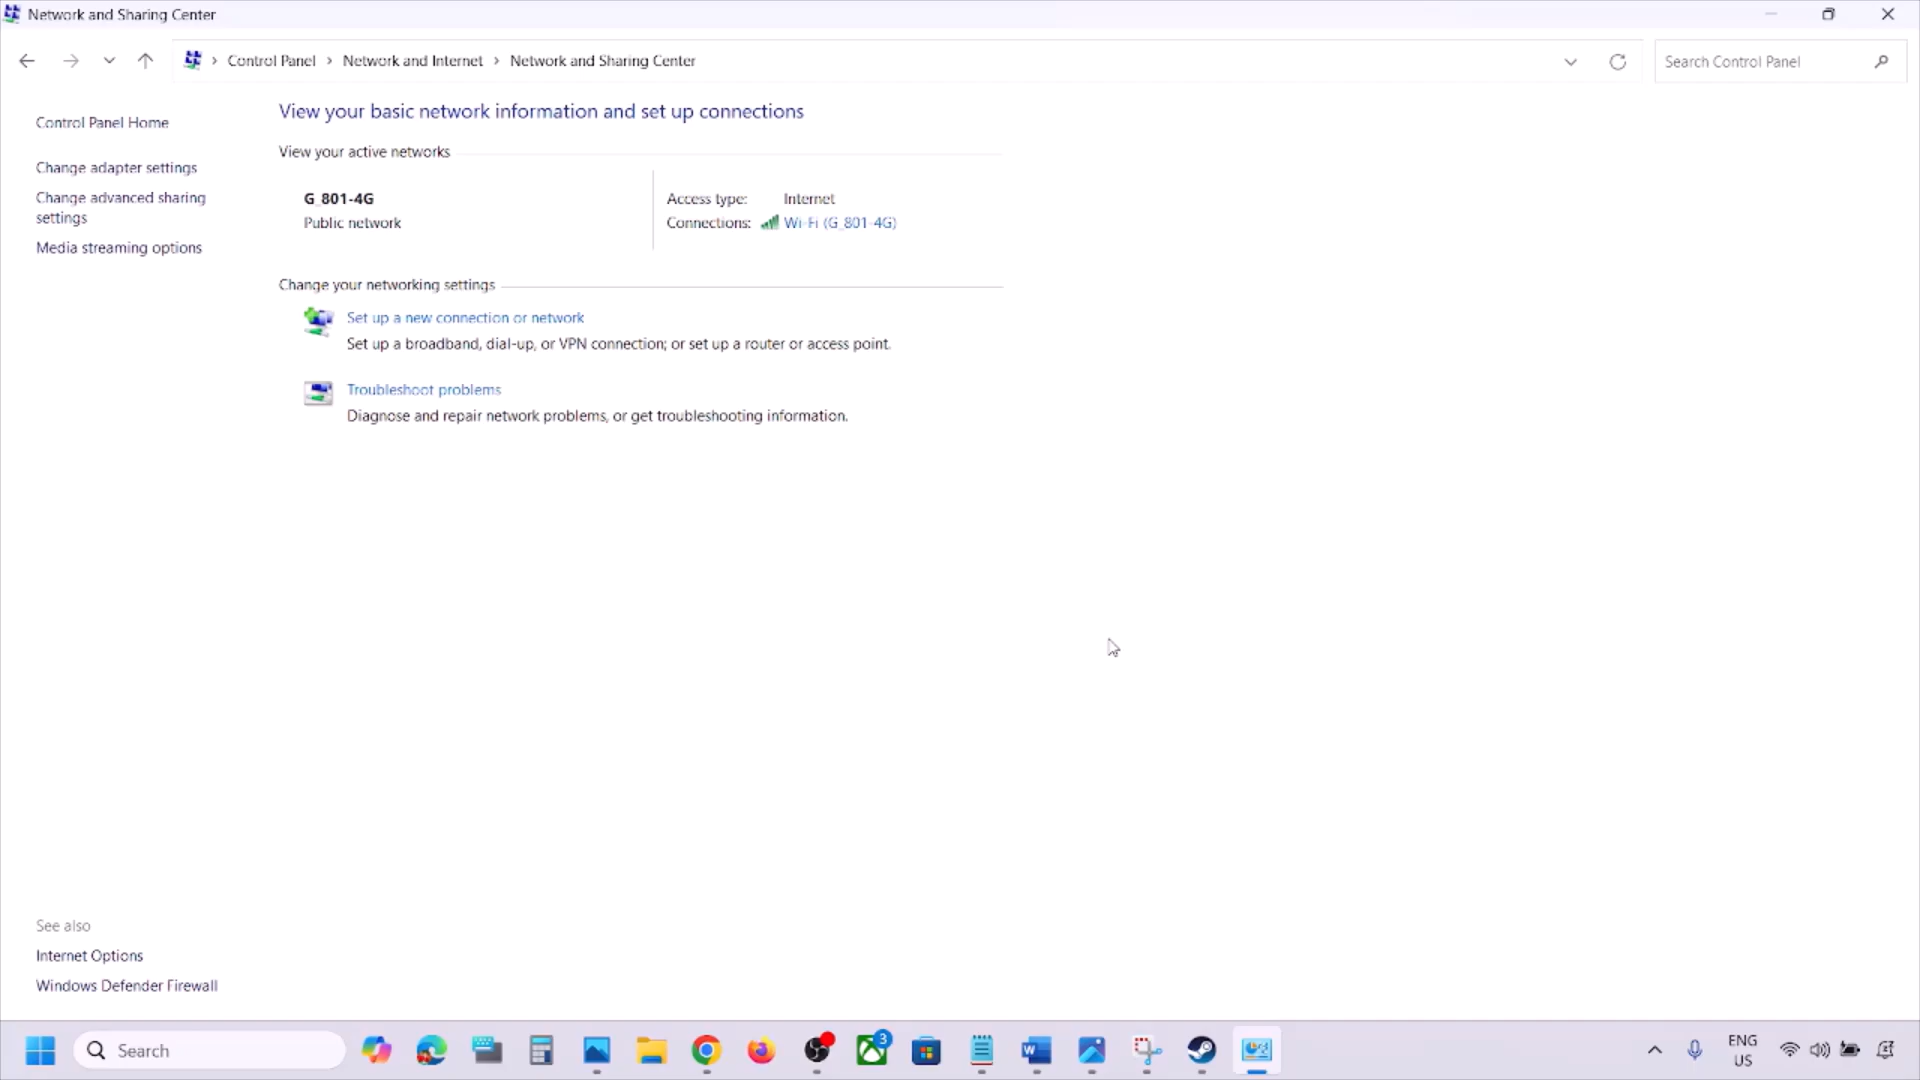 Network and Sharing Center
Control Panel > Network and Internet > Network and Sharing Center
Search Control Panel
Control Panel Home
Change adapter settings
Change advanced sharing
settings
Media streaming options
View your basic network information and set up connections
View your active networks
G_801-4G
Public network
Access type: Internet
Connections: Wi-Fi (G_801-4G)
Change your networking settings
Set up a new connection or network
Set up a broadband, dial-up, or VPN connection; or set up a router or access point.
Troubleshoot problems
Diagnose and repair network problems, or get troubleshooting information.
See also
Internet Options
Windows Defender Firewall
Search
3
W
ENG
US